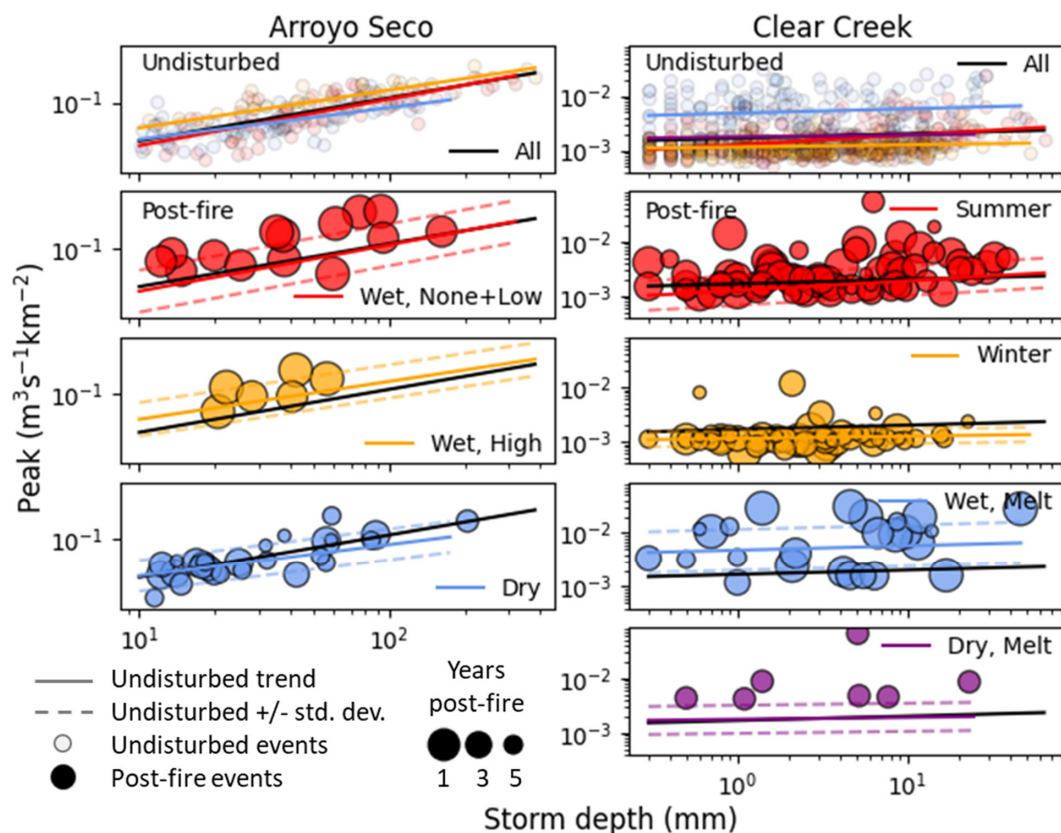 Arroyo Seco
Clear Creek
Undisturbed
All
10⁻¹
Undisturbed
All
10⁻²
10⁻³
Post-fire
Wet, None+Low
10⁻¹
Post-fire
Summer
10⁻²
10⁻³
Wet, High
10⁻¹
Winter
10⁻²
10⁻³
Dry
10⁻¹
10¹
10²
Wet, Melt
10⁻²
10⁻³
Dry, Melt
10⁻²
10⁻³
10⁰
10¹
Peak (m³s⁻¹km⁻²)
Storm depth (mm)
Undisturbed trend
Undisturbed +/- std. dev.
Undisturbed events
Post-fire events
Years
post-fire
1 3 5